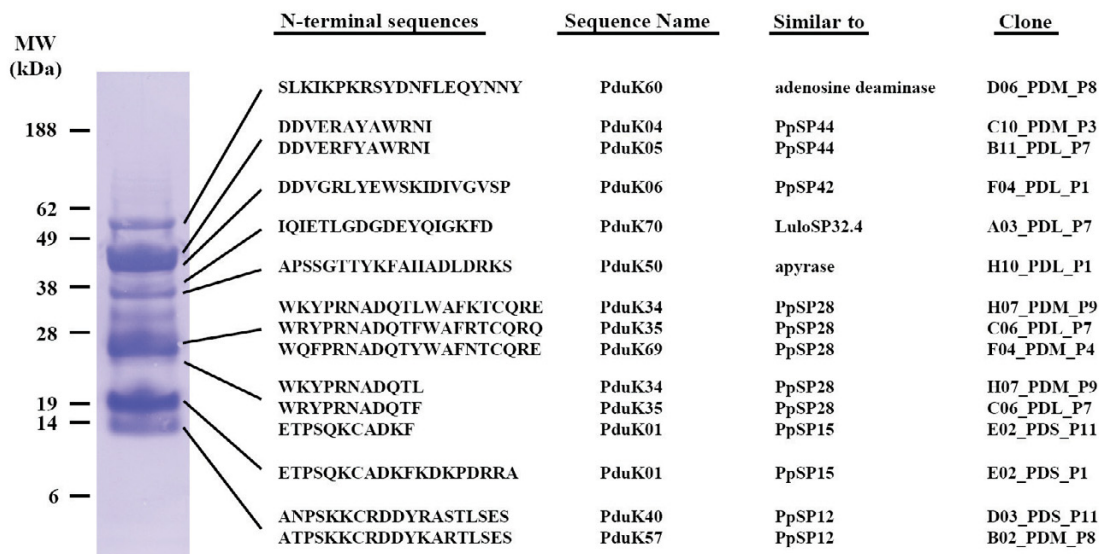 N-terminal sequences Sequence Name Similar to Clone
MW
(kDa)
SLKIKPKRSYDNFLEQYNNY PduK60 adenosine deaminase D06_PDM_P8
188
DDVERAYAWRNI PduK04 PpSP44 C10_PDM_P3
DDVERFYAWRNI PduK05 PpSP44 B11_PDL_P7
DDVGRLYEWSKIDIVGVSP PduK06 PpSP42 F04_PDL_P1
62
IQIETLGDGDEYQIGKFD PduK70 LuloSP32.4 A03_PDL_P7
49
APSSGTTYKFAIIADLDRKS PduK50 apyrase H10_PDL_P1
38
WKYPRNADQTLWAFKTCQRE PduK34 PpSP28 H07_PDM_P9
WRYPRNADQTFWAFRTCQRQ PduK35 PpSP28 C06_PDL_P7
28
WQFPRNADQTYWAFNTCQRE PduK69 PpSP28 F04_PDM_P4
WKYPRNADQTL PduK34 PpSP28 H07_PDM_P9
19
WRYPRNADQTF PduK35 PpSP28 C06_PDL_P7
14
ETPSQKCADKF PduK01 PpSP15 E02_PDS_P11
ETPSQKCADKFKDKPDRRA PduK01 PpSP15 E02_PDS_P1
6
ANPSKKCRDDYRASTLSES PduK40 PpSP12 D03_PDS_P11
ATPSKKCRDDYKARTLSES PduK57 PpSP12 B02_PDM_P8